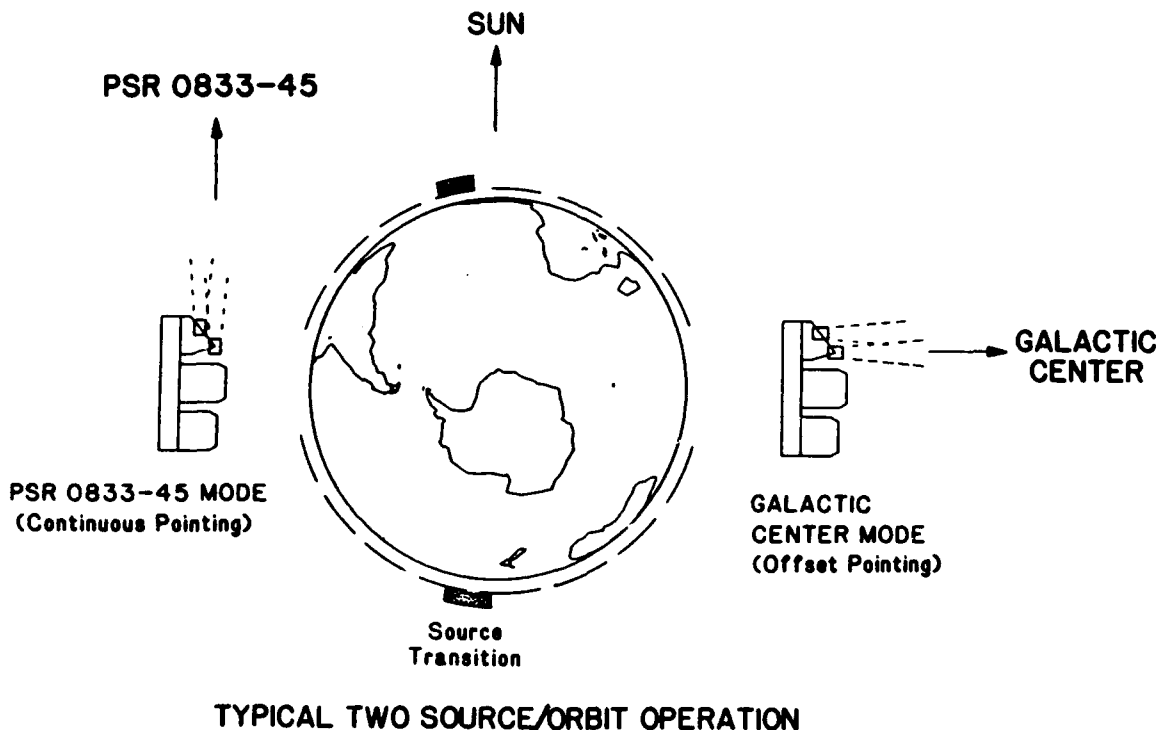 SUN
PSR 0833-45
GALACTIC
CENTER
PSR 0833-45 MODE
(Continuous Pointing)
GALACTIC
CENTER MODE
(Offset Pointing)
Source
Transition
TYPICAL TWO SOURCE/ORBIT OPERATION